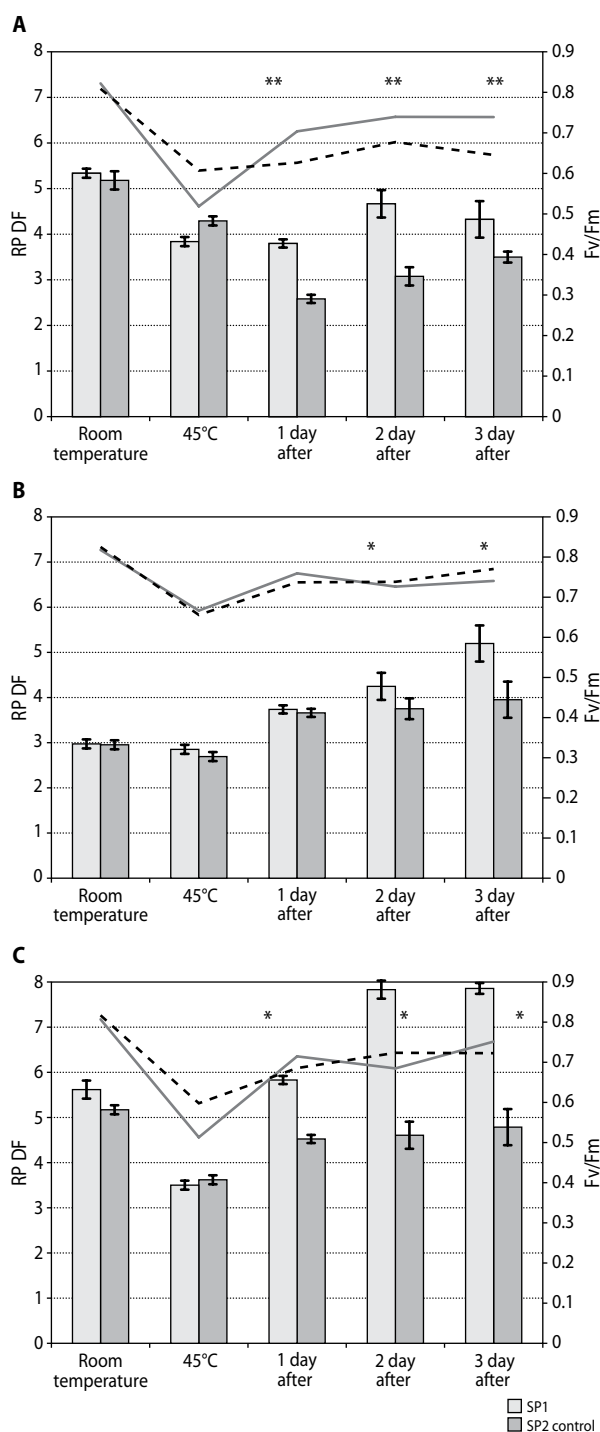 A
8
7
6
5
4
3
2
1
0
RP DF
0.9
0.8
0.7
0.6
0.5
0.4
0.3
0.2
0.1
0
Fv/Fm
** ** **
Room temperature
45°C
1 day after
2 day after
3 day after
B
8
7
6
5
4
3
2
1
0
RP DF
0.9
0.8
0.7
0.6
0.5
0.4
0.3
0.2
0.1
0
Fv/Fm
* *
Room temperature
45°C
1 day after
2 day after
3 day after
C
8
7
6
5
4
3
2
1
0
RP DF
0.9
0.8
0.7
0.6
0.5
0.4
0.3
0.2
0.1
0
Fv/Fm
* * *
Room temperature
45°C
1 day after
2 day after
3 day after
SP1
SP2 control